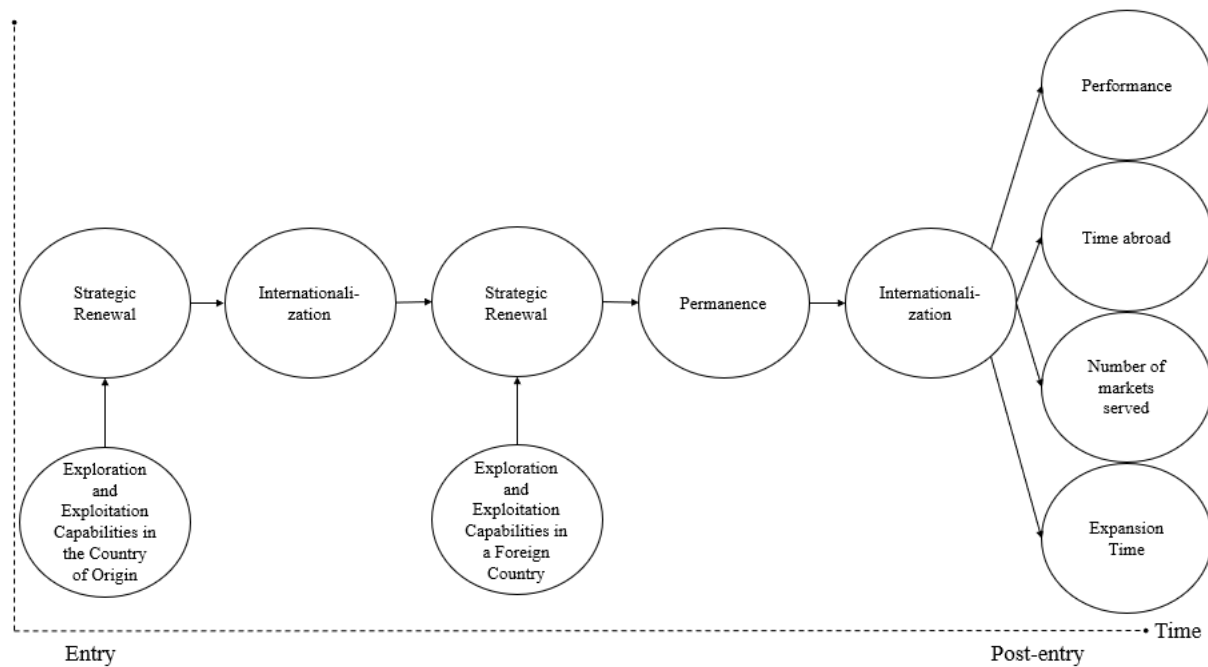 Performance
Time abroad
Strategic
Renewal
Internationali-
zation
Strategic
Renewal
Permanence
Internationali-
zation
Number of
markets
served
Exploration
and
Exploitation
Capabilities in
the Country
of Origin
Exploration
and
Exploitation
Capabilities in
a Foreign
Country
Expansion
Time
Time
Entry
Post-entry